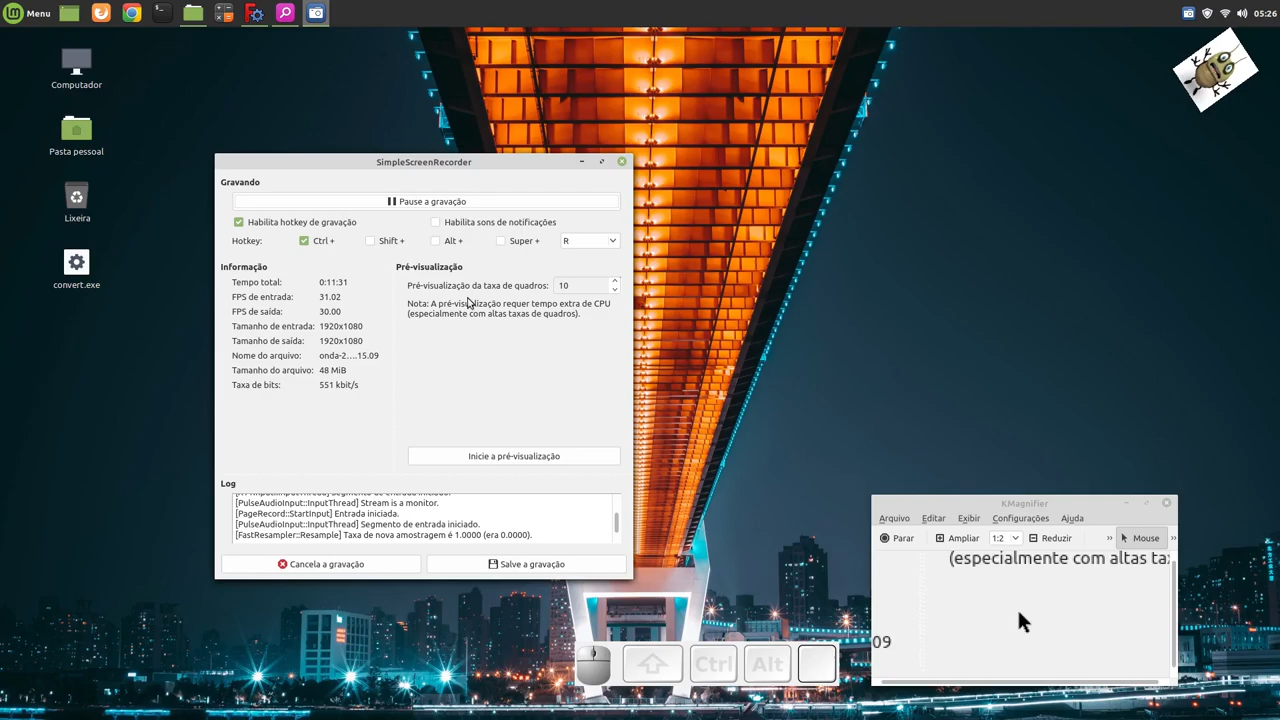 Menu
05:26
Computador
Pasta pessoal
Lixeira
convert.exe
SimpleScreenRecorder
Gravando
Pause a gravação
Habilita hotkey de gravação
Habilita sons de notificações
Hotkey:
Ctrl +
Shift +
Alt +
Super +
R
Informação
Tempo total: 0:11:31
FPS de entrada: 31.02
FPS de saída: 30.00
Tamanho de entrada: 1920x1080
Tamanho de saída: 1920x1080
Nome do arquivo: onda-2....15.09
Tamanho do arquivo: 48 MiB
Taxa de bits: 551 kbit/s
Pré-visualização
Pré-visualização da taxa de quadros: 10
Nota: A pré-visualização requer tempo extra de CPU
(especialmente com altas taxas de quadros).
Inicie a pré-visualização
Log
[PulseAudioInput::InputThread] Stream is a monitor.
[PageRecord::StartInput] Entrada iniciada.
[PulseAudioInput::InputThread] Segmento de entrada iniciado.
[FastResampler::Resample] Taxa de nova amostragem é 1.0000 (era 0.0000).
Cancela a gravação
Salve a gravação
KMagnifier
Arquivo Editar Exibir Configurações Ajuda
Parar
Ampliar
1:2
Reduzir
»
Mouse
»
(especialmente com altas ta
09
Ctrl
Alt